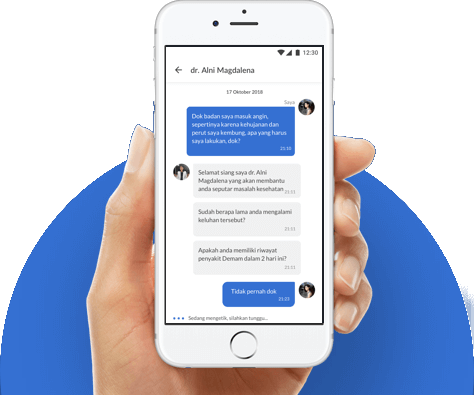 12:30
dr. Alni Magdalena
17 Oktober 2018
Saya
Dok badan saya masuk angin,
sepertinya karena kehujanan dan
perut saya kembung, apa yang harus
saya lakukan, dok?
21:10
Selamat siang saya dr. Alni
Magdalena yang akan membantu
anda seputar masalah kesehatan
21:11
Sudah berapa lama anda mengalami
keluhan tersebut?
21:11
Apakah anda memiliki riwayat
penyakit Demam dalam 2 hari ini?
21:11
Tidak pernah dok
21:23
Sedang mengetik, silahkan tunggu...